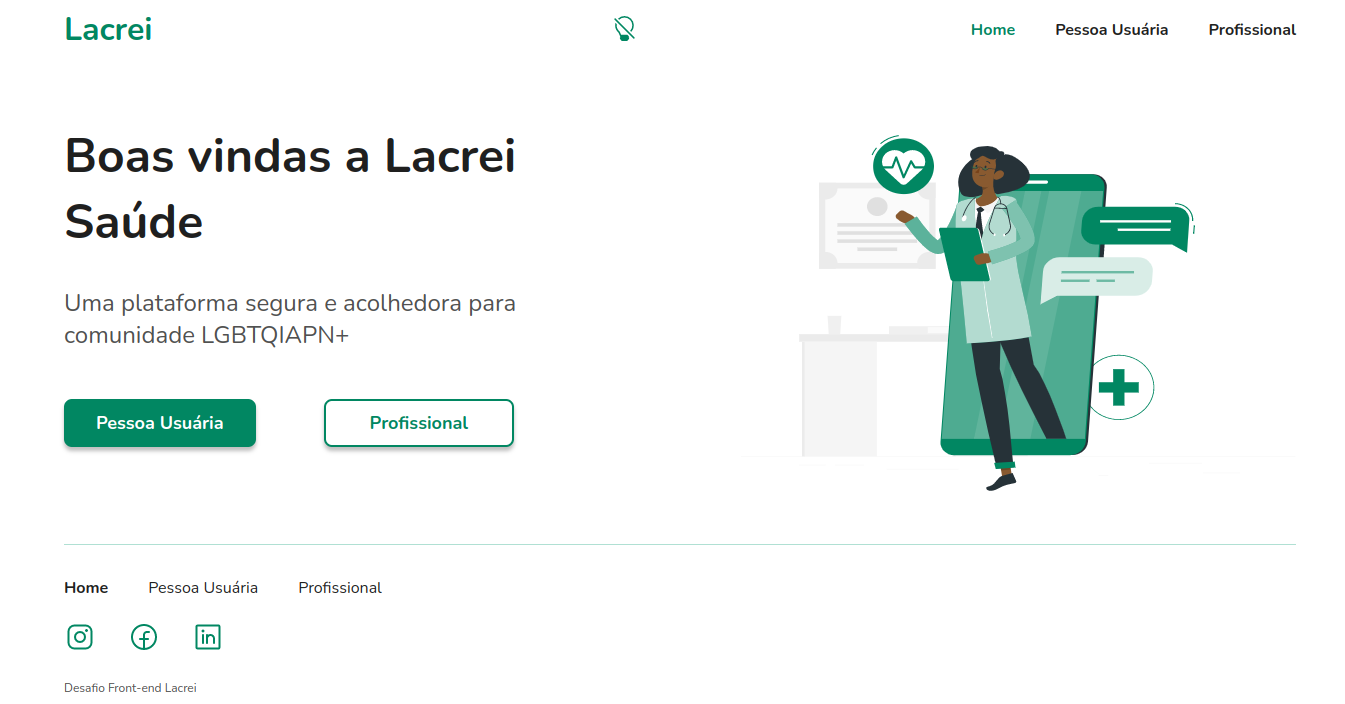 Lacrei
Home Pessoa Usuária Profissional
Boas vindas a Lacrei
Saúde
Uma plataforma segura e acolhedora para
comunidade LGBTQIAPN+
Pessoa Usuária Profissional
Home Pessoa Usuária Profissional
in
Desafio Front-end Lacrei